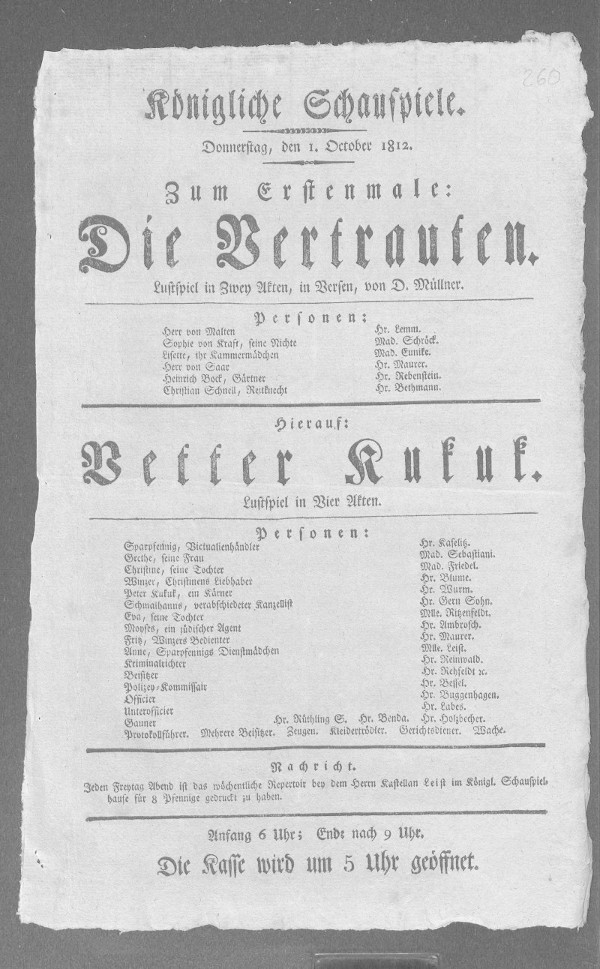 260
Königliche Schauspiele.
Donnerstag, den 1. October 1812.
Zum Erstenmale:
Die Vertrauten.
Lustspiel in Zwey Akten, in Versen, von D. Müllner.
Personen:
Herr von Malten Hr. Lemm.
Sophie von Kraft, seine Nichte Mad. Schröck.
Lisette, ihr Kammermädchen Mad. Eunike.
Herr von Saar Hr. Maurer.
Heinrich Bock, Gärtner Hr. Rebenstein.
Christian Schnell, Reitknecht Hr. Bethmann.
Hierauf:
Vetter Kukuk.
Lustspiel in Vier Akten.
Personen:
Sparpfennig, Victualienhändler Hr. Kaselitz.
Grethe, seine Frau Mad. Sebastiani.
Christine, seine Tochter Mad. Friedel.
Winzer, Christinens Liebhaber Hr. Blume.
Peter Kukuk, ein Kärner Hr. Wurm.
Schmalhanns, verabschiedeter Kanzellist Hr. Gern Sohn.
Eva, seine Tochter Mlle. Ritzenfeldt.
Moyses, ein jüdischer Agent Hr. Ambrosch.
Fritz, Winzers Bedienter Hr. Maurer.
Anne, Sparpfennigs Dienstmädchen Mlle. Leist.
Kriminalrichter Hr. Reinwald.
Beisitzer Hr. Rehfeldt ꝛc.
Polizey-Kommissair Hr. Bessel.
Officier Hr. Buggenhagen.
Unterofficier Hr. Labes.
Gauner Hr. Rüthling S. Hr. Benda. Hr. Holzbecher.
Protokollführer. Mehrere Beisitzer. Zeugen. Kleidertrödler. Gerichtsdiener. Wache.
Nachricht.
Jeden Freytag Abend ist das wöchentliche Repertoir bey dem Herrn Kastellan Leist im Königl. Schauspiel-
hause für 8 Pfennige gedruckt zu haben.
Anfang 6 Uhr; Ende nach 9 Uhr.
Die Kasse wird um 5 Uhr geöffnet.